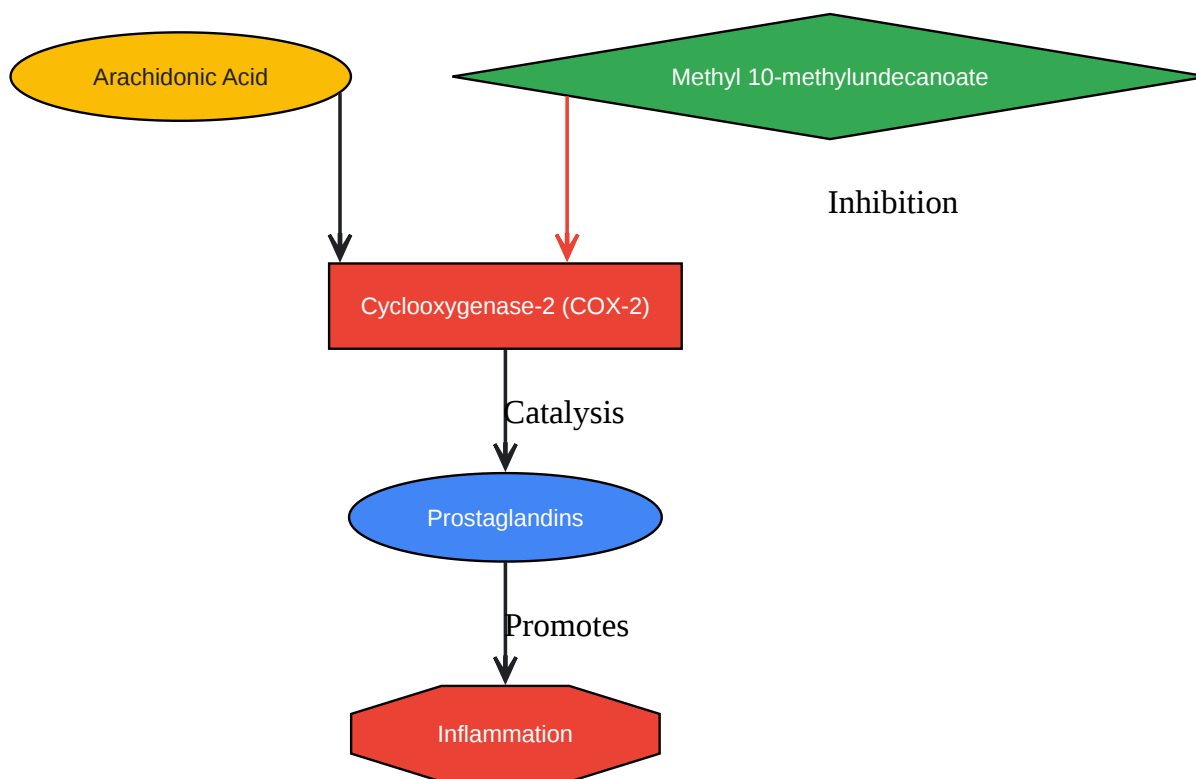 Arachidonic Acid
Methyl 10-methylundecanoate
Inhibition
Cyclooxygenase-2 (COX-2)
Catalysis
Prostaglandins
Promotes
Inflammation